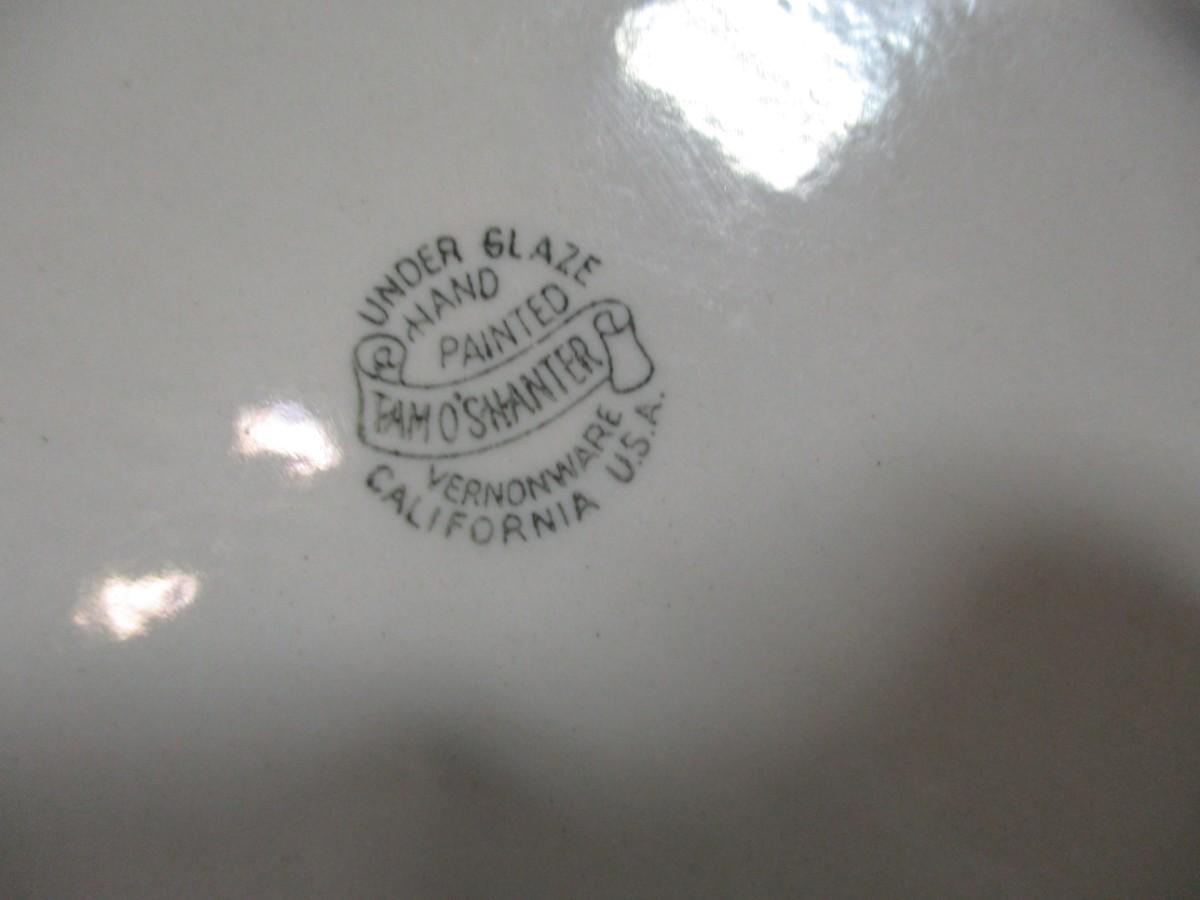 UNDER GLAZE
HAND
PAINTED
TAM O'SHANTER
VERNONWARE
CALIFORNIA U.S.A.